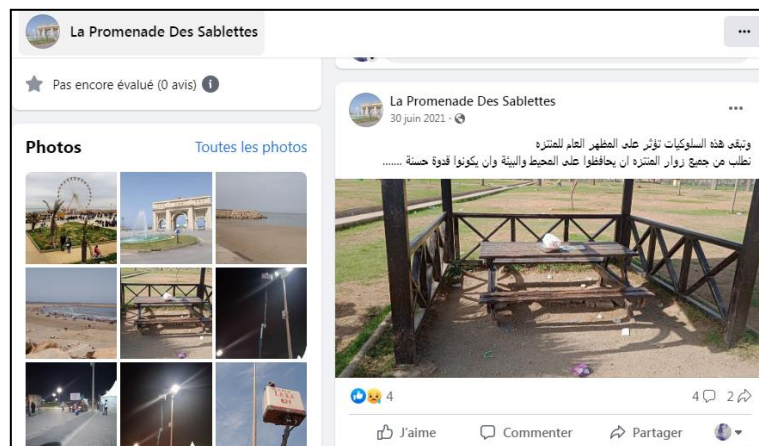 La Promenade Des Sablettes
Pas encore évalué (0 avis)
Photos
Toutes les photos
La Promenade Des Sablettes
30 juin 2021
وتبقى هذه السلوكيات تؤثر على المظهر العام للمنتزه
نطلب من جميع زوار المنتزه ان يحافظوا على المحيط والبيئة وان يكونوا قدوة حسنة .......
4
4
2
J'aime
Commenter
Partager